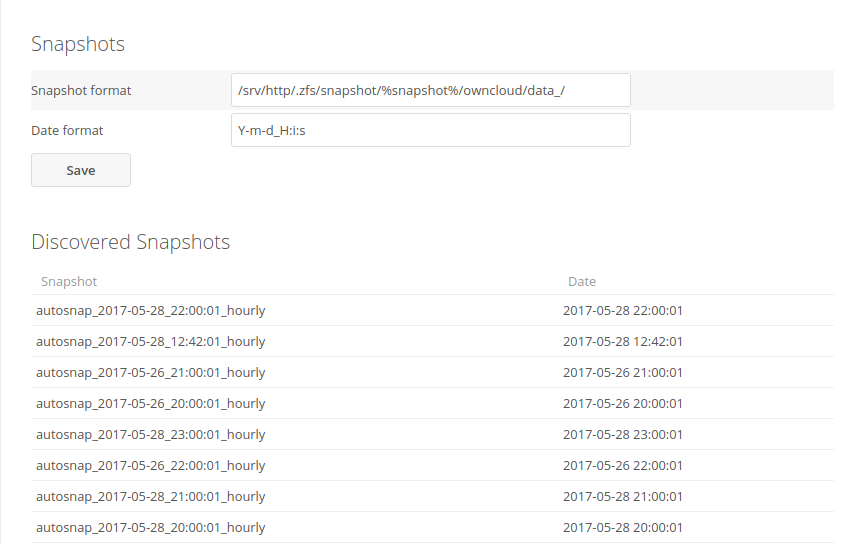 Snapshots
Snapshot format /srv/http/.zfs/snapshot/%snapshot%/owncloud/data_/
Date format Y-m-d_H:i:s
Save
Discovered Snapshots
Snapshot Date
autosnap_2017-05-28_22:00:01_hourly 2017-05-28 22:00:01
autosnap_2017-05-28_12:42:01_hourly 2017-05-28 12:42:01
autosnap_2017-05-26_21:00:01_hourly 2017-05-26 21:00:01
autosnap_2017-05-26_20:00:01_hourly 2017-05-26 20:00:01
autosnap_2017-05-28_23:00:01_hourly 2017-05-28 23:00:01
autosnap_2017-05-26_22:00:01_hourly 2017-05-26 22:00:01
autosnap_2017-05-28_21:00:01_hourly 2017-05-28 21:00:01
autosnap_2017-05-28_20:00:01_hourly 2017-05-28 20:00:01